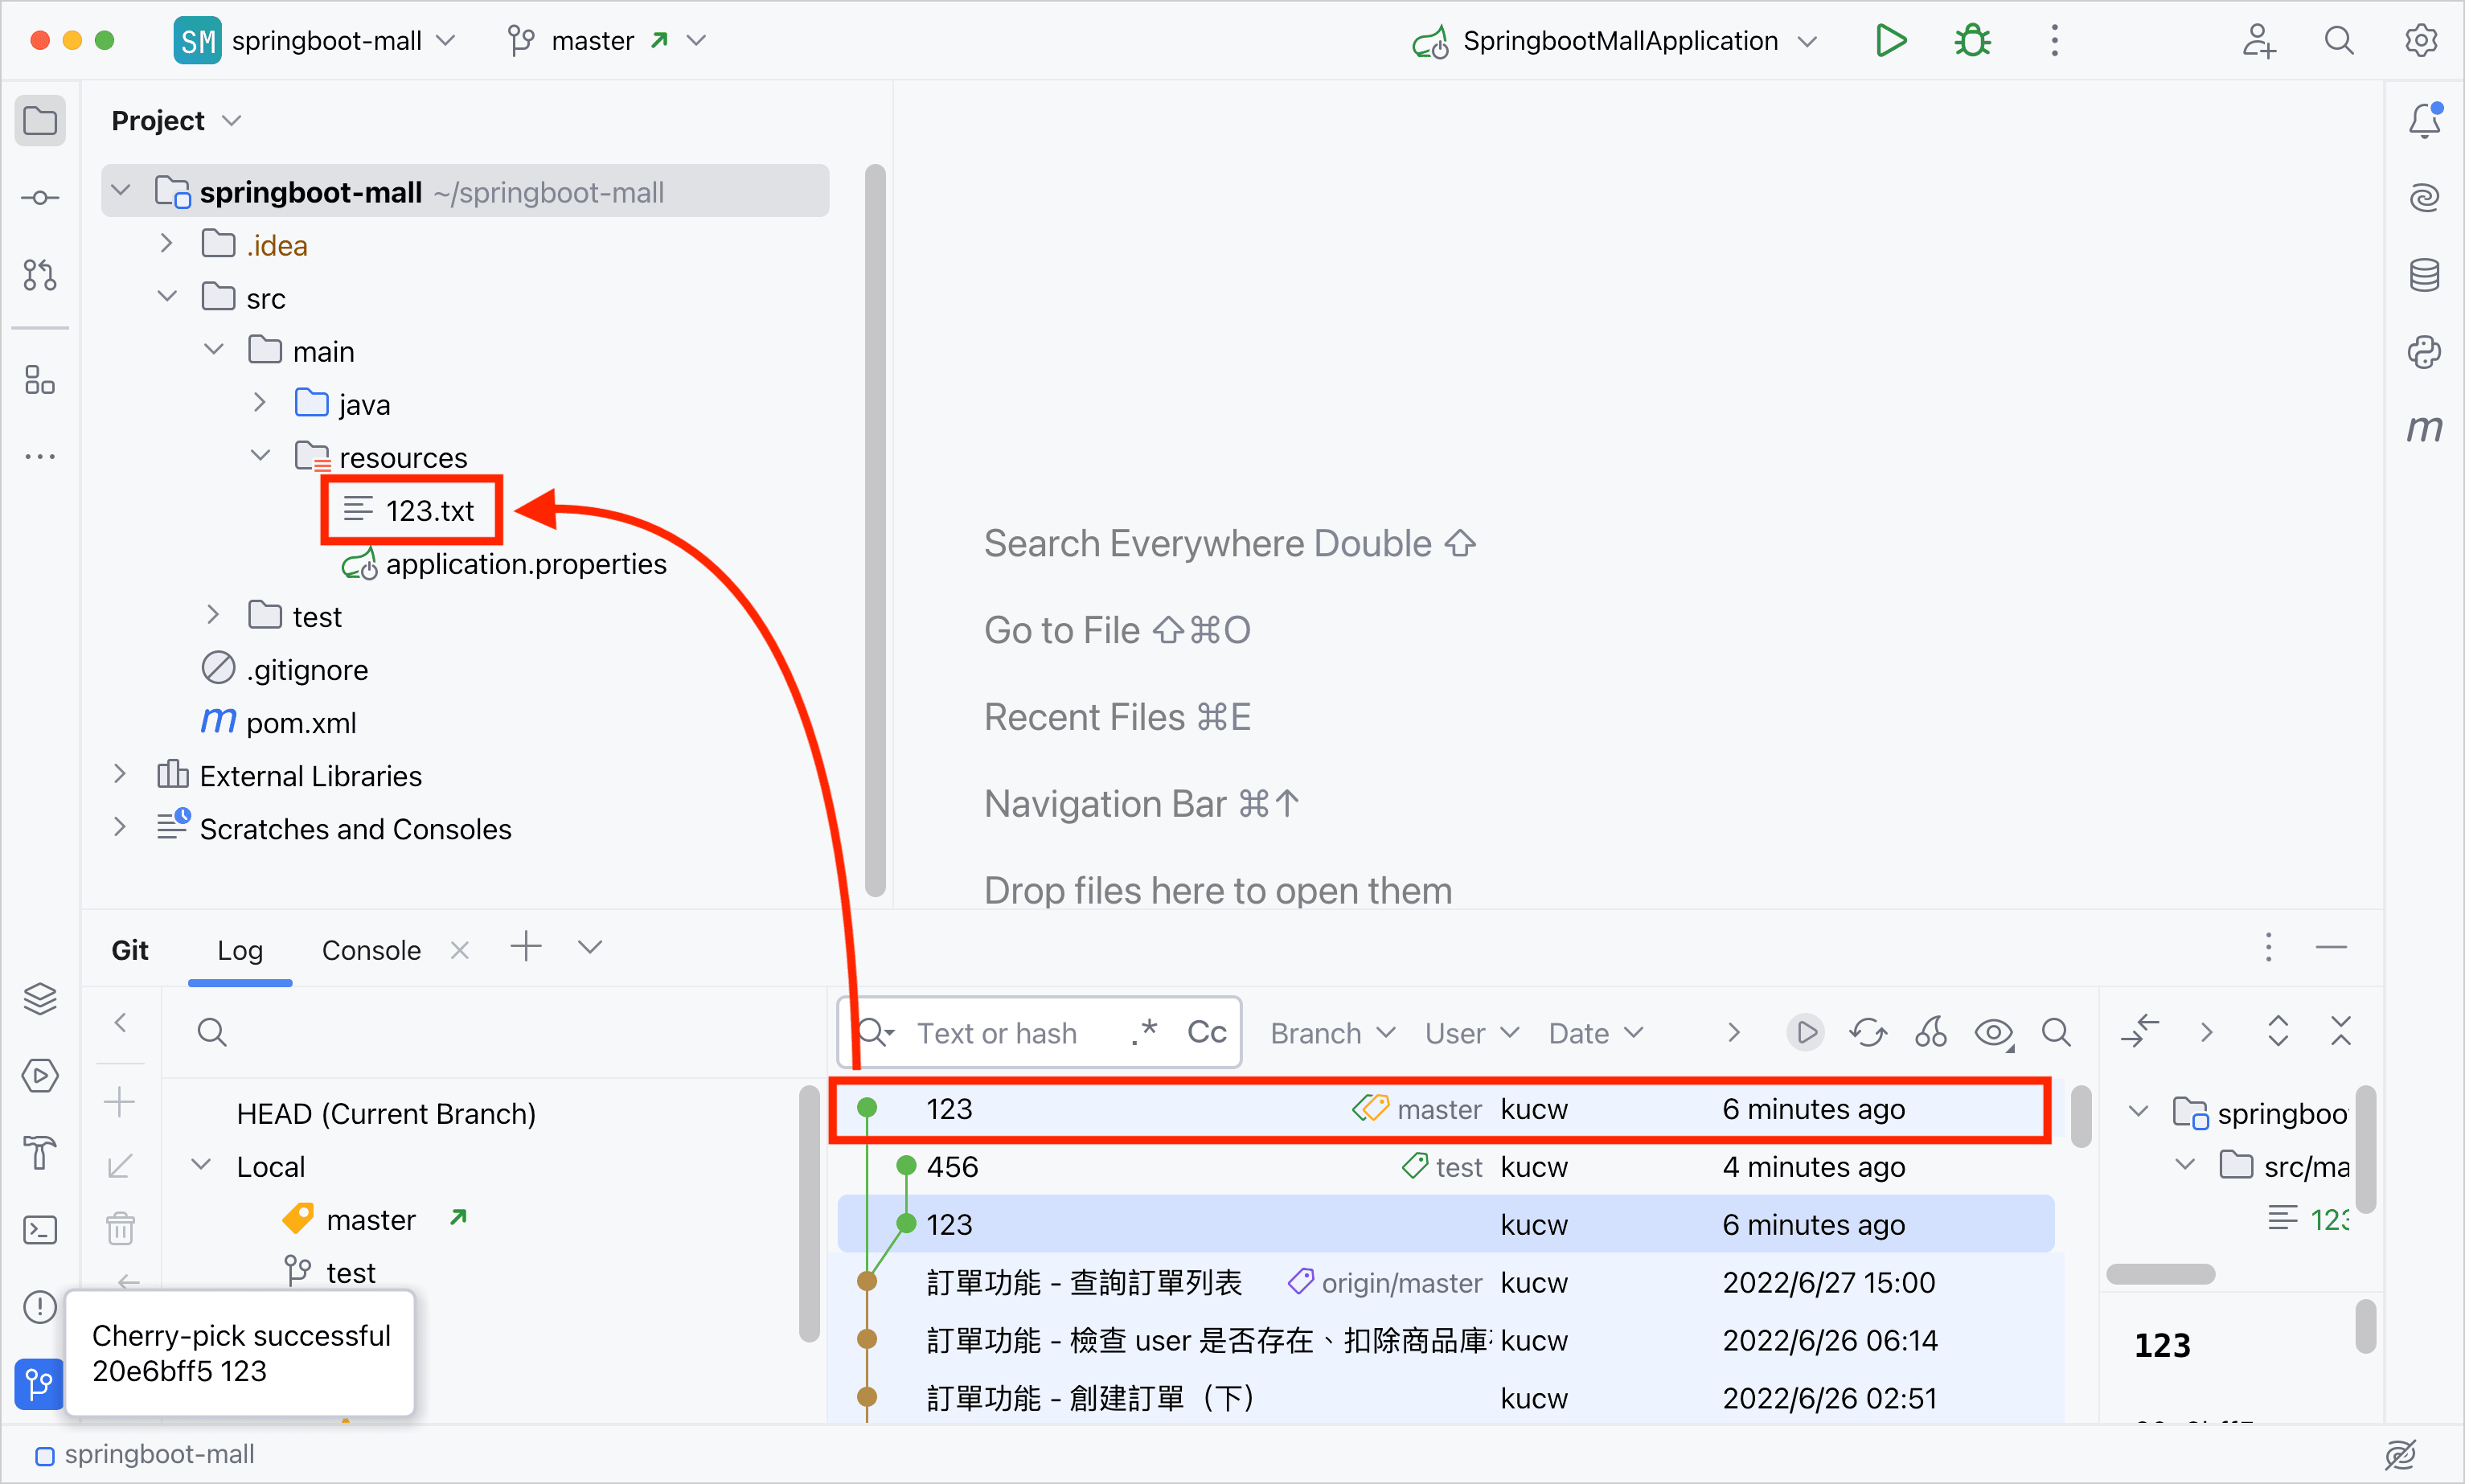 SM springboot-mall master SpringbootMallApplication
Project
springboot-mall ~/springboot-mall
.idea
src
main
java
resources
123.txt
application.properties
test
.gitignore
m pom.xml
External Libraries
Scratches and Consoles
m
Search Everywhere Double ⇧
Go to File ⇧⌘O
Recent Files ⌘E
Navigation Bar ⌘↑
Drop files here to open them
Git Log Console
Text or hash .* Cc Branch User Date
HEAD (Current Branch)
Local
master
test
123 master kucw 6 minutes ago
456 test kucw 4 minutes ago
123 kucw 6 minutes ago
訂單功能 - 查詢訂單列表 origin/master kucw 2022/6/27 15:00
訂單功能 - 檢查 user 是否存在、扣除商品庫 kucw 2022/6/26 06:14
訂單功能 - 創建訂單（下） kucw 2022/6/26 02:51
springboo
src/ma
123
Cherry-pick successful
20e6bff5 123
springboot-mall